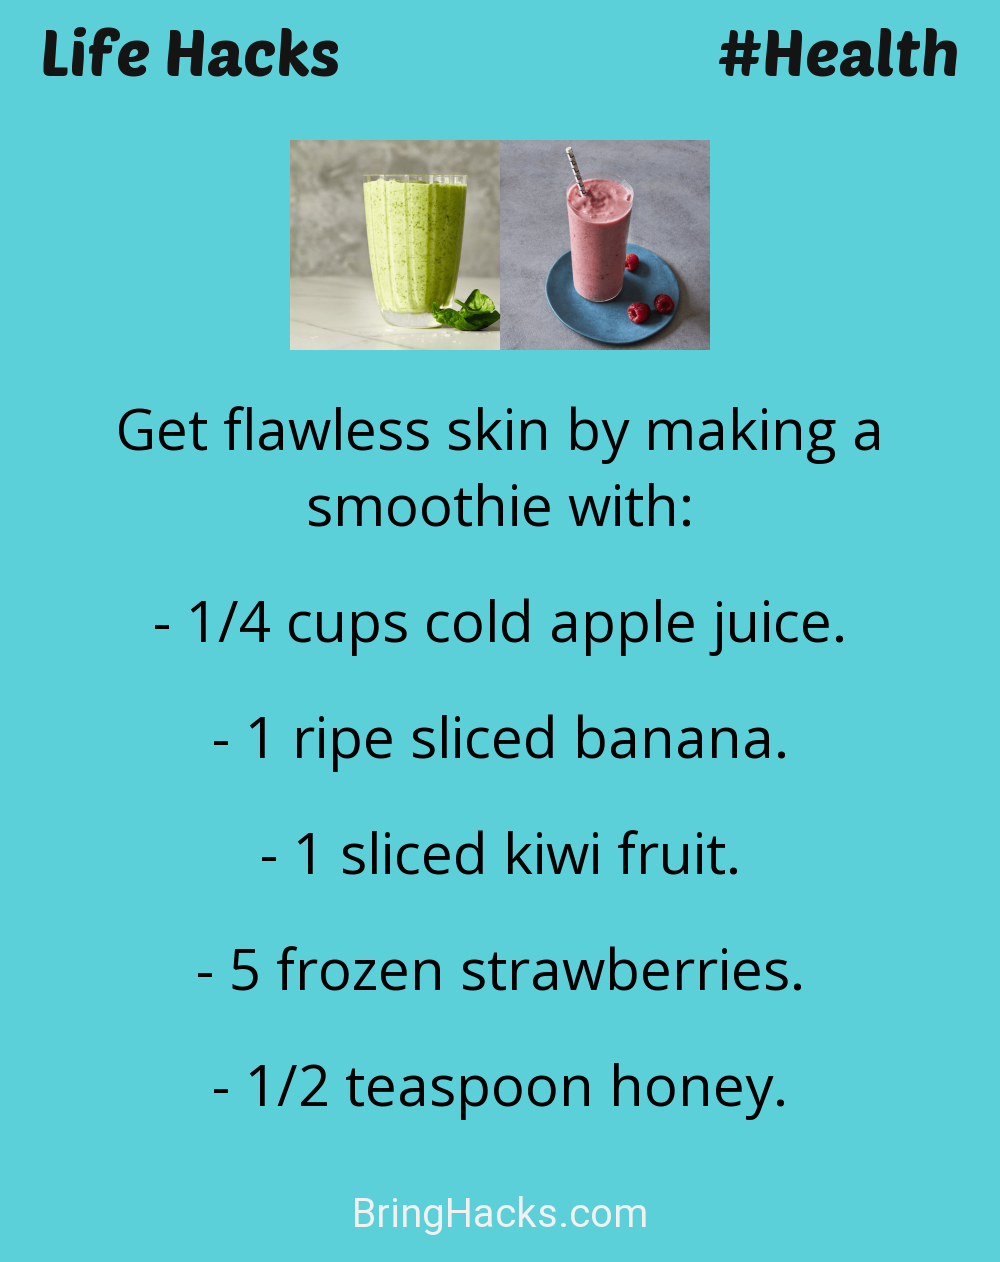 Life Hacks
#Health
Get flawless skin by making a
smoothie with:
- 1/4 cups cold apple juice.
- 1 ripe sliced banana.
- 1 sliced kiwi fruit.
- 5 frozen strawberries.
- 1/2 teaspoon honey.
BringHacks.com